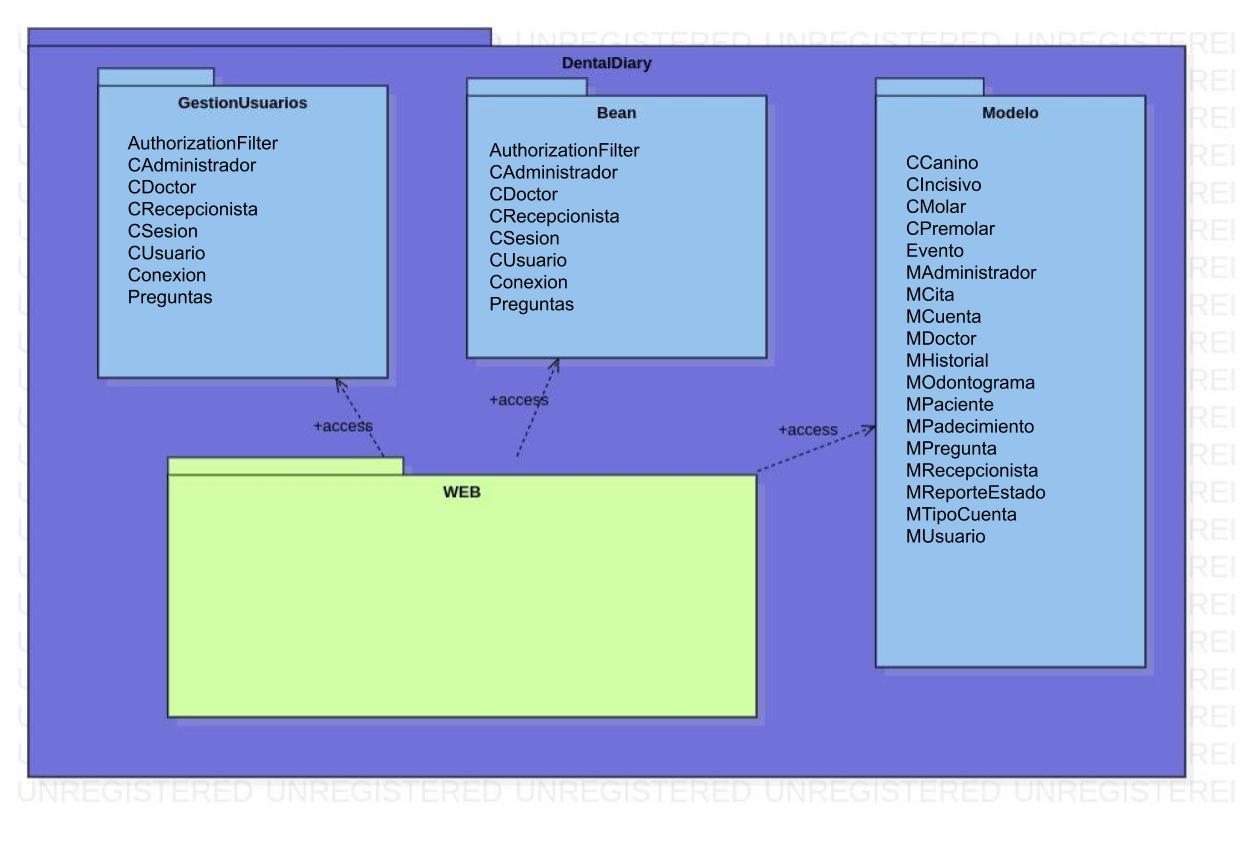 DentalDiary
GestionUsuarios
AuthorizationFilter
CAdministrador
CDoctor
CRecepcionista
CSesion
CUsuario
Conexion
Preguntas
Bean
AuthorizationFilter
CAdministrador
CDoctor
CRecepcionista
CSesion
CUsuario
Conexion
Preguntas
Modelo
CCanino
CIncisivo
CMolar
CPremolar
Evento
MAdministrador
MCita
MCuenta
MDoctor
MHistorial
MOdontograma
MPaciente
MPadecimiento
MPregunta
MRecepcionista
MReporteEstado
MTipoCuenta
MUsuario
+access
+access
+access
WEB
UNREGISTERED UNREGISTERED UNREGISTERED UNREGISTERED